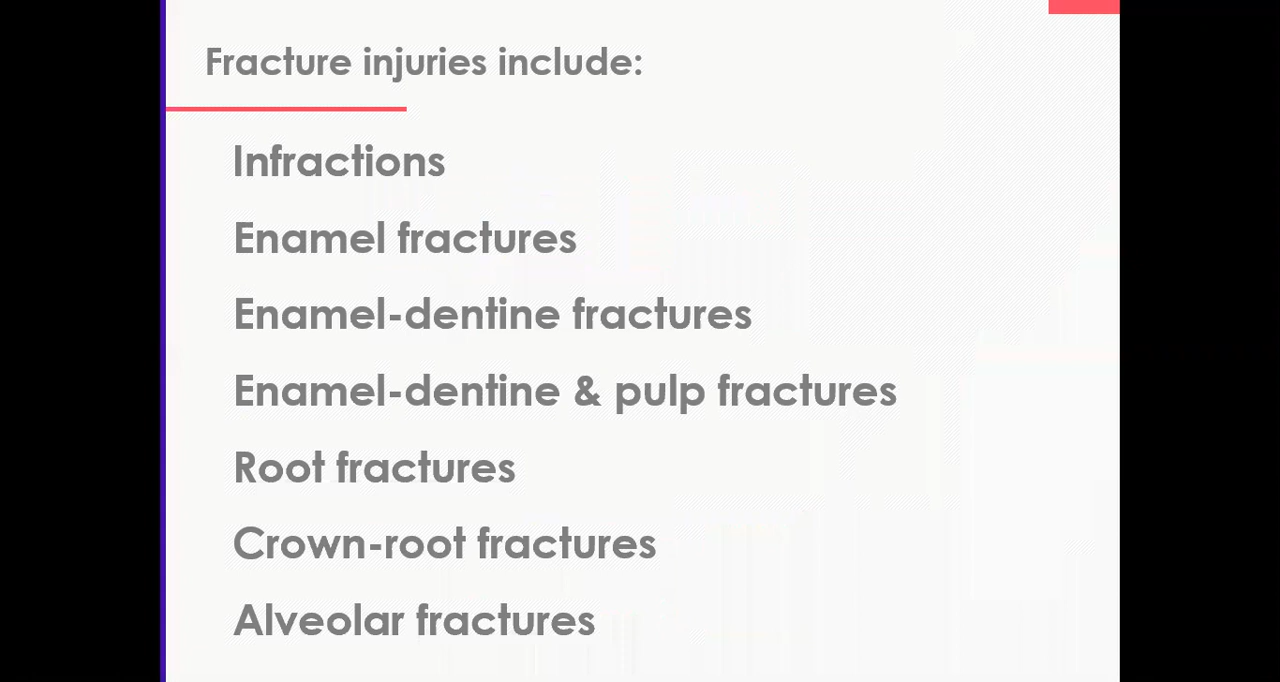 Fracture injuries include:
Infractions
Enamel fractures
Enamel-dentine fractures
Enamel-dentine & pulp fractures
Root fractures
Crown-root fractures
Alveolar fractures